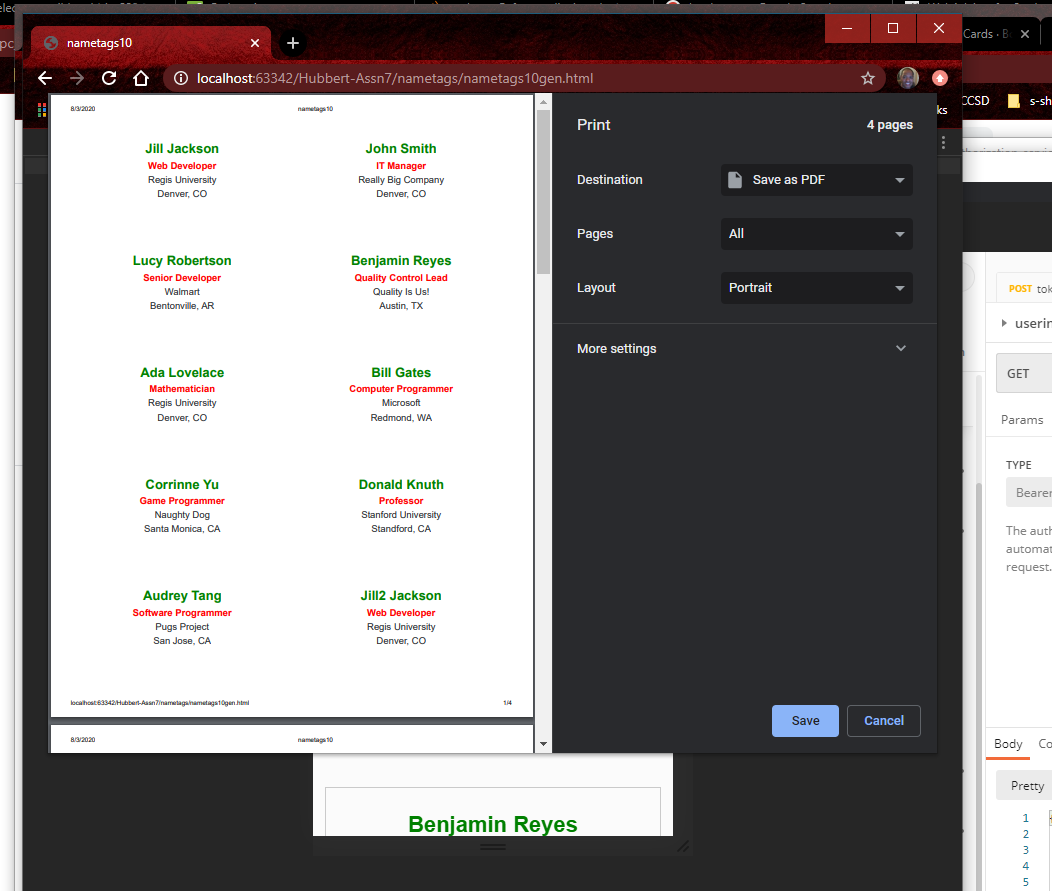 nametags10
Cards · B
localhost:63342/Hubbert-Assn7/nametags/nametags10gen.html
CCSD
s-sh
ks
8/3/2020 nametags10
Jill Jackson
Web Developer
Regis University
Denver, CO
John Smith
IT Manager
Really Big Company
Denver, CO
Lucy Robertson
Senior Developer
Walmart
Bentonville, AR
Benjamin Reyes
Quality Control Lead
Quality Is Us!
Austin, TX
Ada Lovelace
Mathematician
Regis University
Denver, CO
Bill Gates
Computer Programmer
Microsoft
Redmond, WA
Corrinne Yu
Game Programmer
Naughty Dog
Santa Monica, CA
Donald Knuth
Professor
Stanford University
Standford, CA
Audrey Tang
Software Programmer
Pugs Project
San Jose, CA
Jill2 Jackson
Web Developer
Regis University
Denver, CO
localhost:63342/Hubbert-Assn7/nametags/nametags10gen.html 1/4
8/3/2020 nametags10
Print 4 pages
Destination Save as PDF
Pages All
Layout Portrait
More settings
Save Cancel
Benjamin Reyes
POST tok
userin
GET
Params
TYPE
Bearer
The auth
automat
request.
Body Co
Pretty
1
2
3
4
5